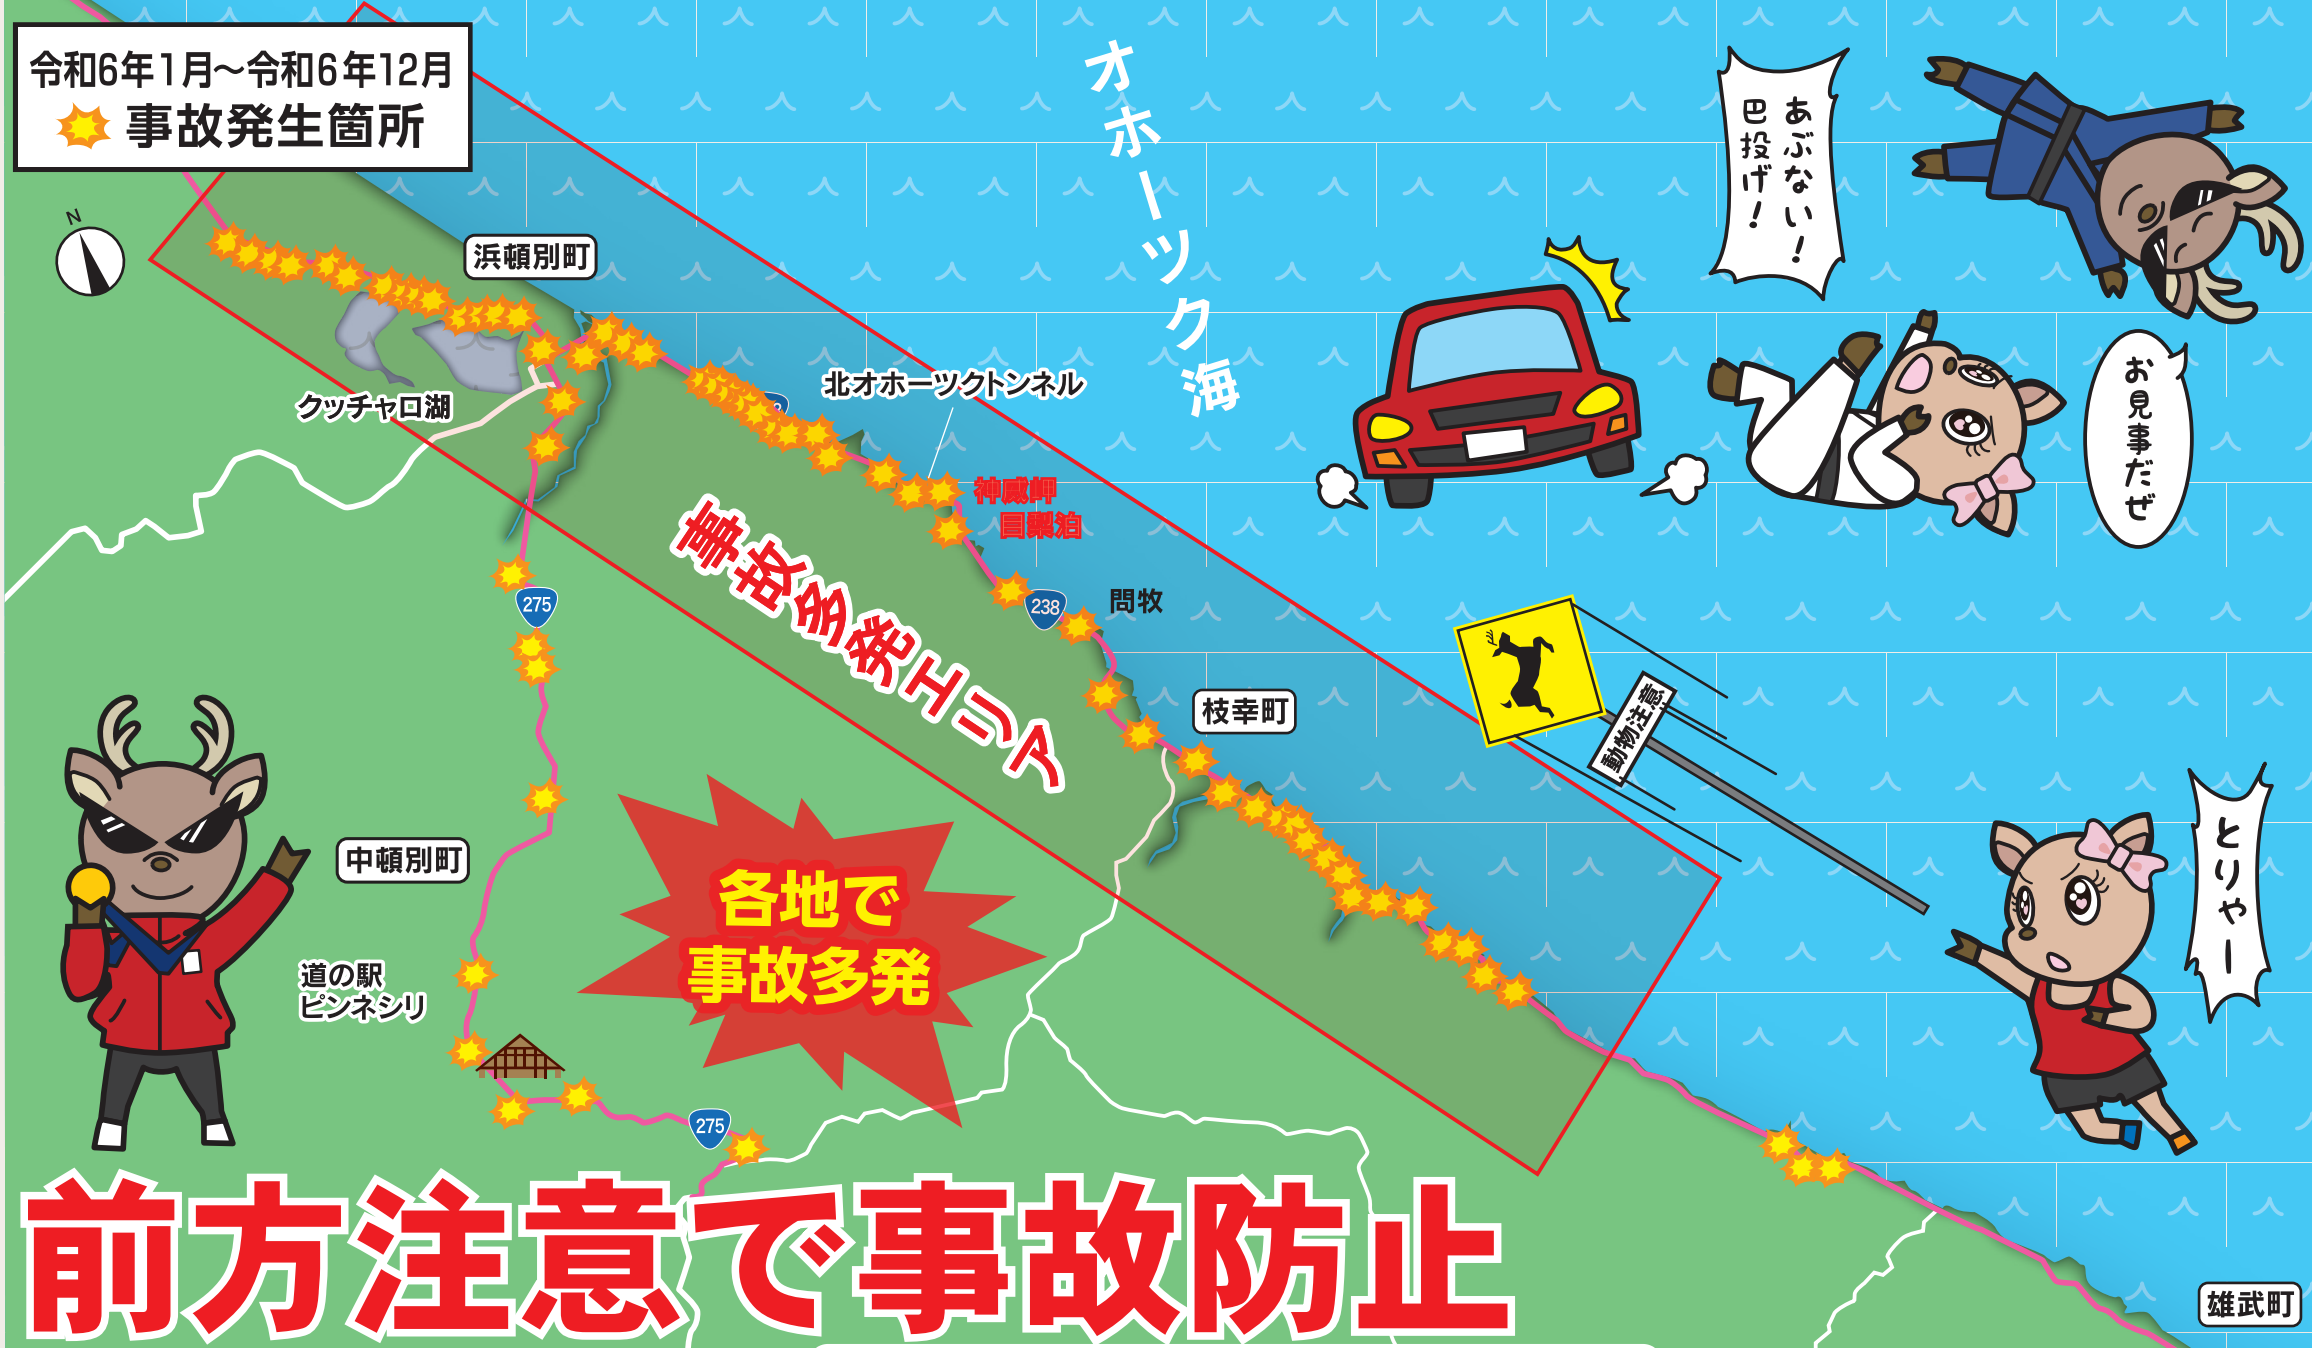 令和6年1月～令和6年12月
事故発生箇所
N
オホーツク海
あぶない！
巴投げ！
お見事だぜ
浜頓別町
クッチャロ湖
北オホーツクトンネル
神威岬
目梨泊
238
問牧
275
事故多発エリア
枝幸町
動物注意
とりゃー
中頓別町
各地で
事故多発
道の駅
ピンネシリ
275
前方注意で事故防止
雄武町